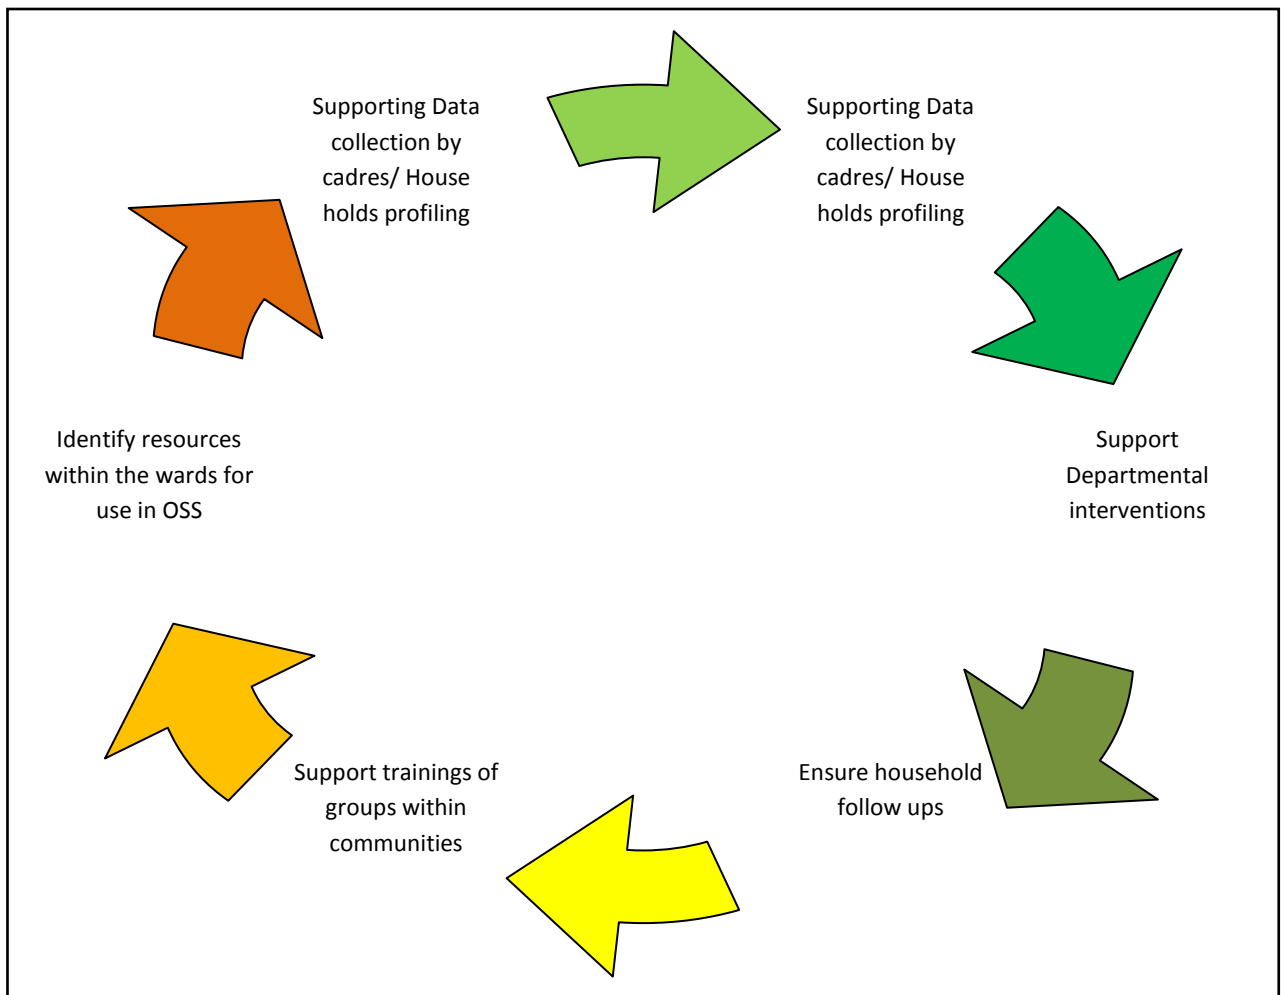 Supporting Data
collection by
cadres/ House
holds profiling
Supporting Data
collection by
cadres/ House
holds profiling
Support
Departmental
interventions
Ensure household
follow ups
Support trainings of
groups within
communities
Identify resources
within the wards for
use in OSS